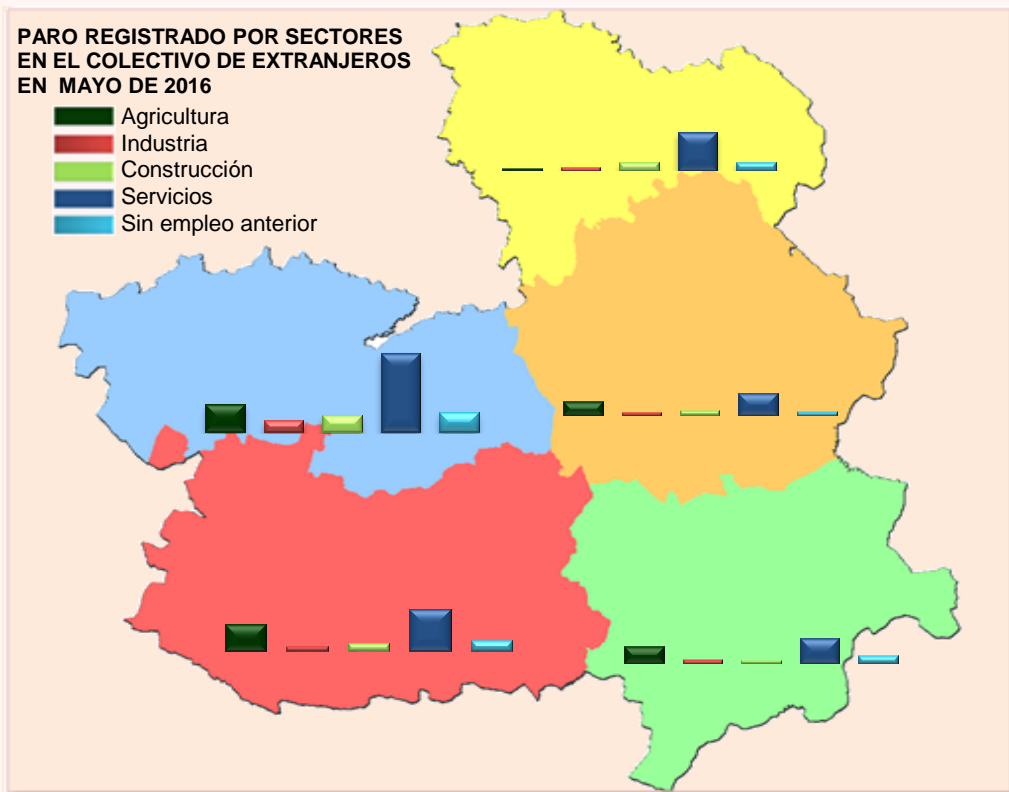 PARO REGISTRADO POR SECTORES
EN EL COLECTIVO DE EXTRANJEROS
EN MAYO DE 2016
Agricultura
Industria
Construcción
Servicios
Sin empleo anterior